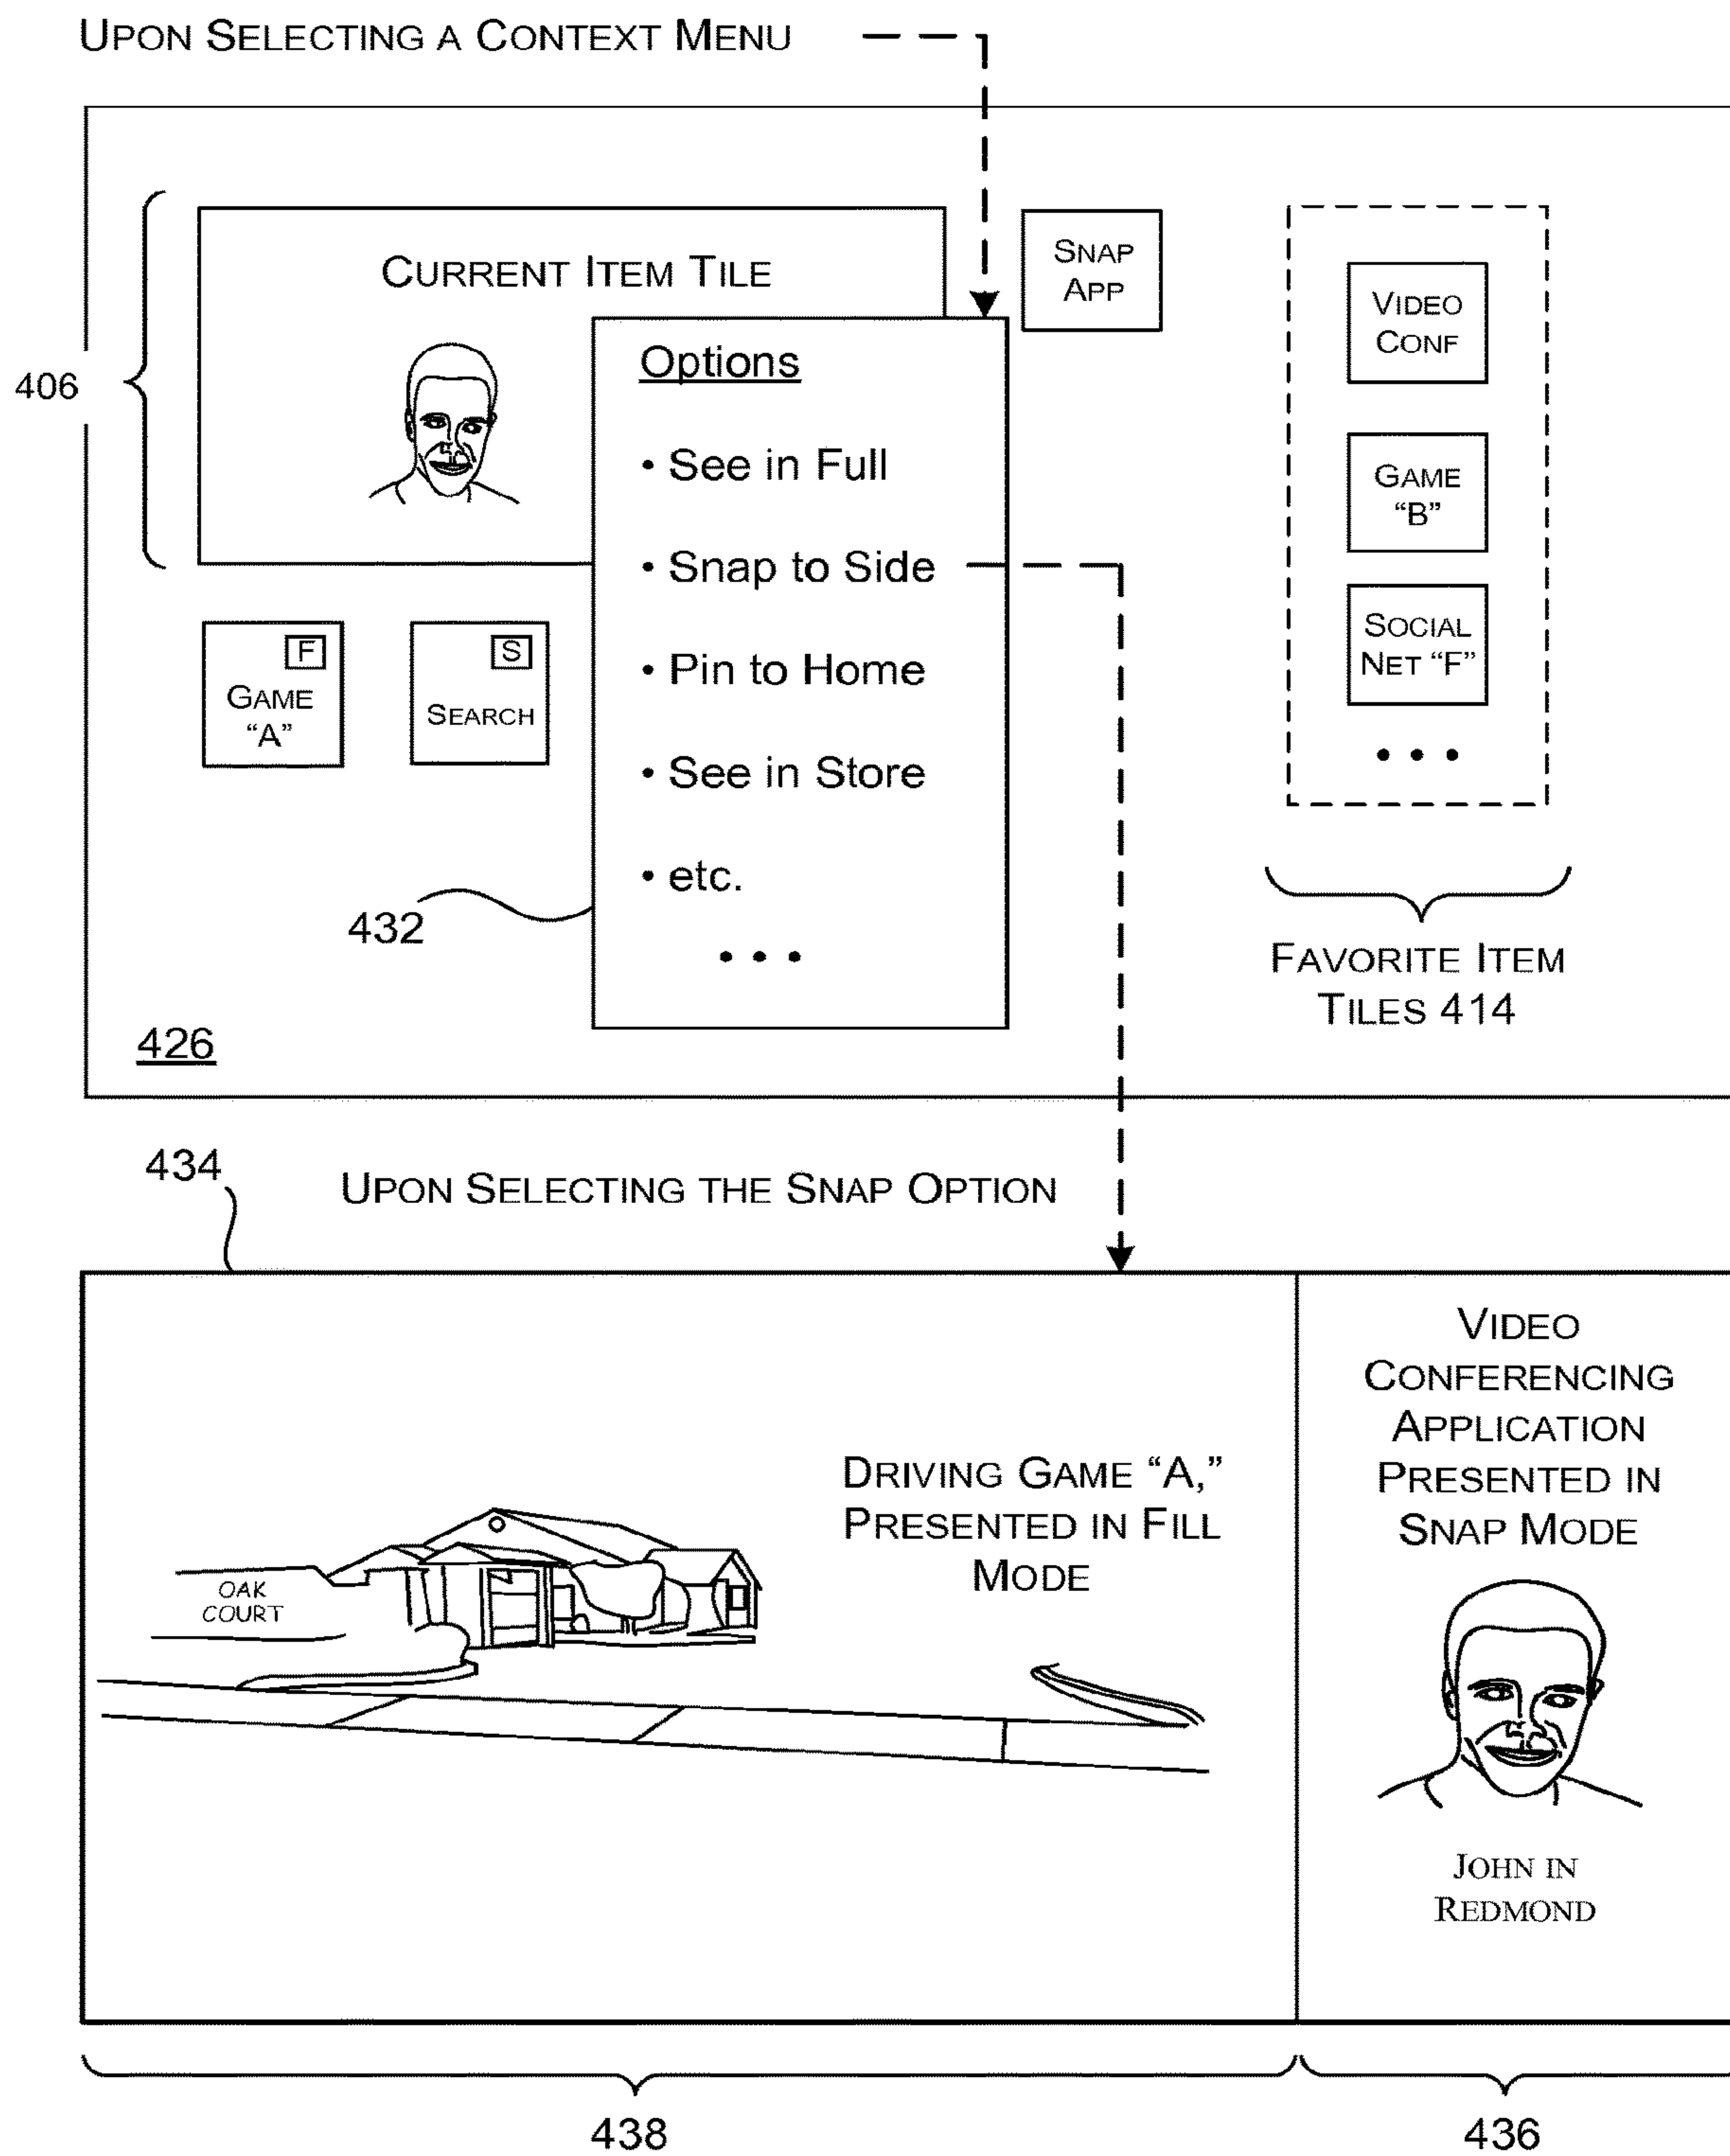 UPON SELECTING A CONTEXT MENU
406
CURRENT ITEM TILE
SNAP
APP
VIDEO
CONF
GAME
“B”
SOCIAL
NET “F”
• • •
Options
• See in Full
• Snap to Side
• Pin to Home
• See in Store
• etc.
• • •
F
GAME
“A”
S
SEARCH
432
FAVORITE ITEM
TILES 414
426
434
UPON SELECTING THE SNAP OPTION
DRIVING GAME “A,”
PRESENTED IN FILL
MODE
OAK
COURT
VIDEO
CONFERENCING
APPLICATION
PRESENTED IN
SNAP MODE
JOHN IN
REDMOND
438
436